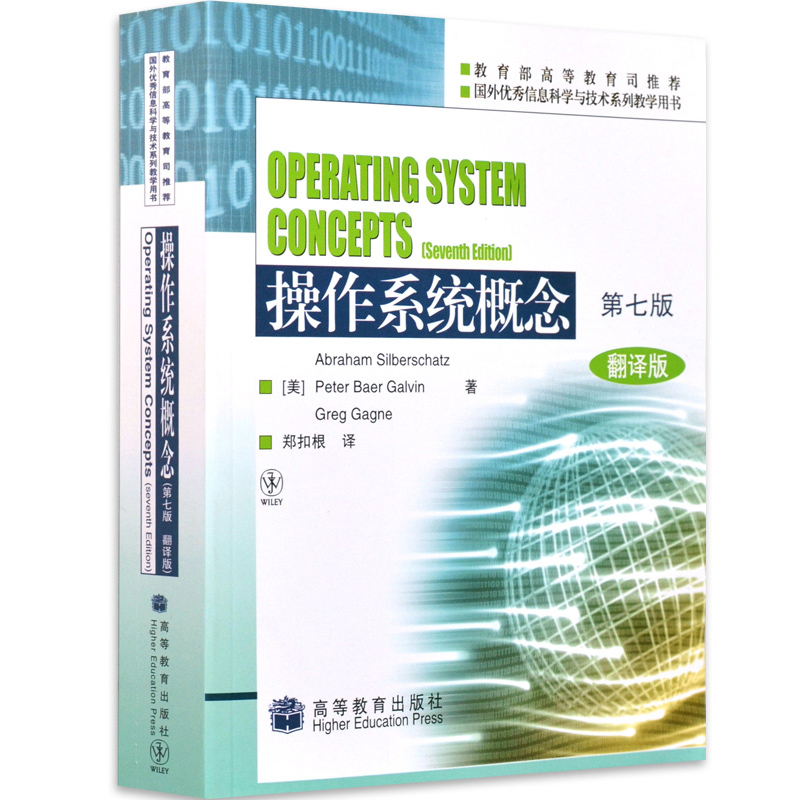 教育部高等教育司推荐
国外优秀信息科学与技术系列教学用书
OPERATING SYSTEM
CONCEPTS (Seventh Edition)
操作系统概念 第七版
翻译版
Abraham Silberschatz
[美] Peter Baer Galvin 著
Greg Gagne
郑扣根 译
WILEY
高等教育出版社
Higher Education Press
教育部高等教育司推荐
国外优秀信息科学与技术系列教学用书
操作系统概念(第七版 翻译版)
Operating System Concepts (seventh Edition)
高等教育出版社
Higher Education Press
WILEY